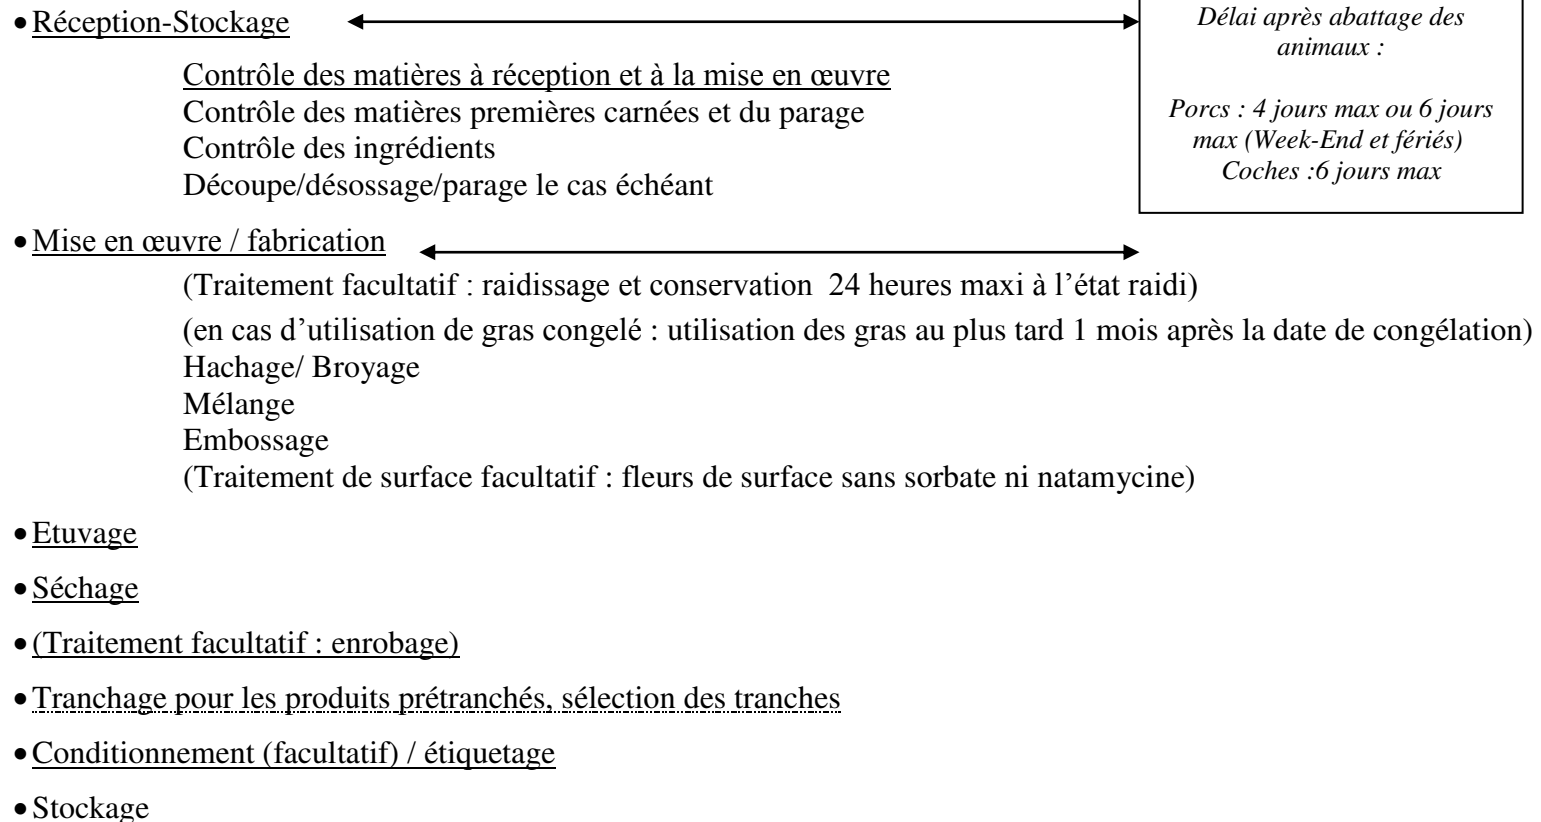 • Réception-Stockage
Délai après abattage des
animaux :
Porcs : 4 jours max ou 6 jours
max (Week-End et fériés)
Coches :6 jours max
Contrôle des matières à réception et à la mise en œuvre
Contrôle des matières premières carnées et du parage
Contrôle des ingrédients
Découpe/désossage/parage le cas échéant
• Mise en œuvre / fabrication
(Traitement facultatif : raidissage et conservation 24 heures maxi à l’état raidi)
(en cas d’utilisation de gras congelé : utilisation des gras au plus tard 1 mois après la date de congélation)
Hachage/ Broyage
Mélange
Embossage
(Traitement de surface facultatif : fleurs de surface sans sorbate ni natamycine)
• Etuvage
• Séchage
• (Traitement facultatif : enrobage)
• Tranchage pour les produits prétranchés, sélection des tranches
• Conditionnement (facultatif) / étiquetage
• Stockage